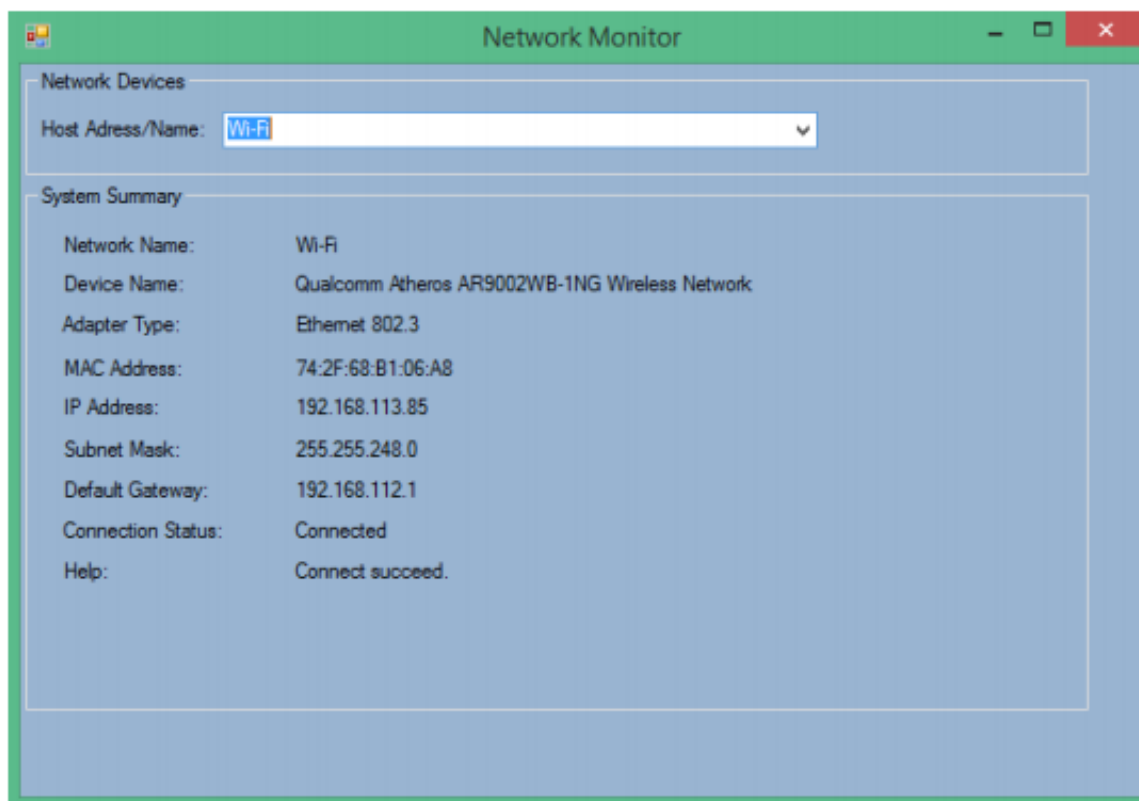 Network Monitor
Network Devices
Host Adress/Name: Wi-Fi
System Summary
Network Name: Wi-Fi
Device Name: Qualcomm Atheros AR9002WB-1NG Wireless Network
Adapter Type: Ethernet 802.3
MAC Address: 74:2F:68:B1:06:A8
IP Address: 192.168.113.85
Subnet Mask: 255.255.248.0
Default Gateway: 192.168.112.1
Connection Status: Connected
Help: Connect succeed.